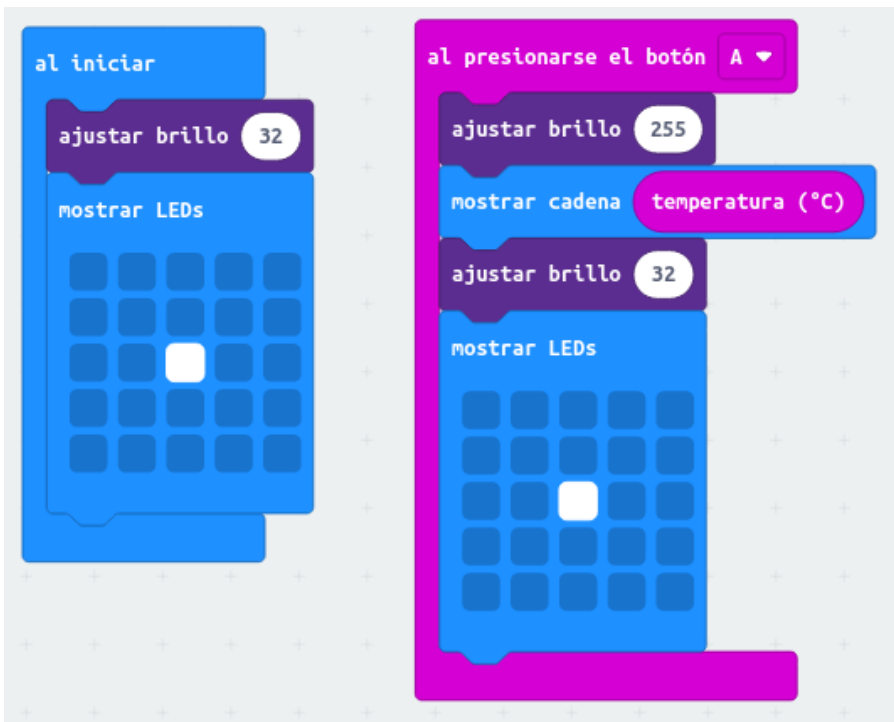 al iniciar
ajustar brillo 32
mostrar LEDs
al presionarse el botón A
ajustar brillo 255
mostrar cadena temperatura (°C)
ajustar brillo 32
mostrar LEDs